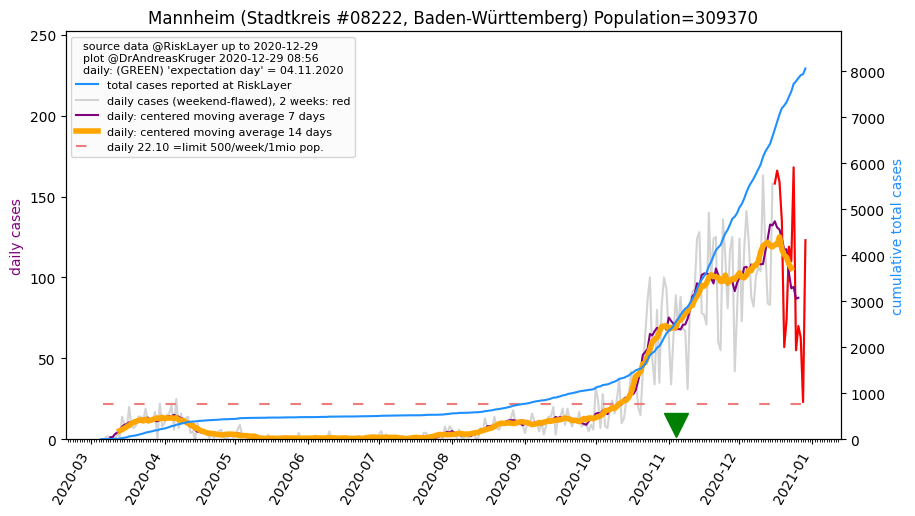 Mannheim (Stadtkreis #08222, Baden-Württemberg) Population=309370
source data @RiskLayer up to 2020-12-29
plot @DrAndreasKruger 2020-12-29 08:56
daily: (GREEN) 'expectation day' = 04.11.2020
total cases reported at RiskLayer
daily cases (weekend-flawed), 2 weeks: red
daily: centered moving average 7 days
daily: centered moving average 14 days
daily 22.10 =limit 500/week/1mio pop.
daily cases
250
200
150
100
50
0
cumulative total cases
8000
7000
6000
5000
4000
3000
2000
1000
0
2020-03
2020-04
2020-05
2020-06
2020-07
2020-08
2020-09
2020-10
2020-11
2020-12
2021-01